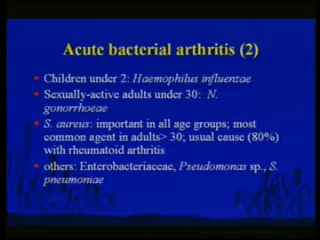 Acute bacterial arthritis (2)
Children under 2: Haemophilus influenzae
Sexually-active adults under 30: N.
gonorrhoeae
S. aureus: important in all age groups; most
common agent in adults> 30; usual cause (80%)
with rheumatoid arthritis
others: Enterobacteriaceae, Pseudomonas sp., S.
pneumoniae